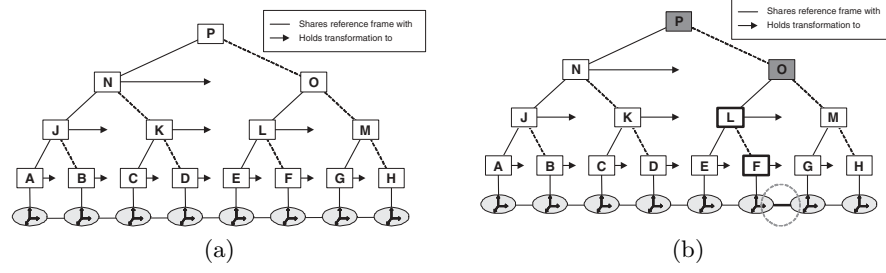 Shares reference frame with
Holds transformation to
P
N
O
J
K
L
M
A
B
C
D
E
F
G
H
(a)
Shares reference frame with
Holds transformation to
P
N
O
J
K
L
M
A
B
C
D
E
F
G
H
(b)